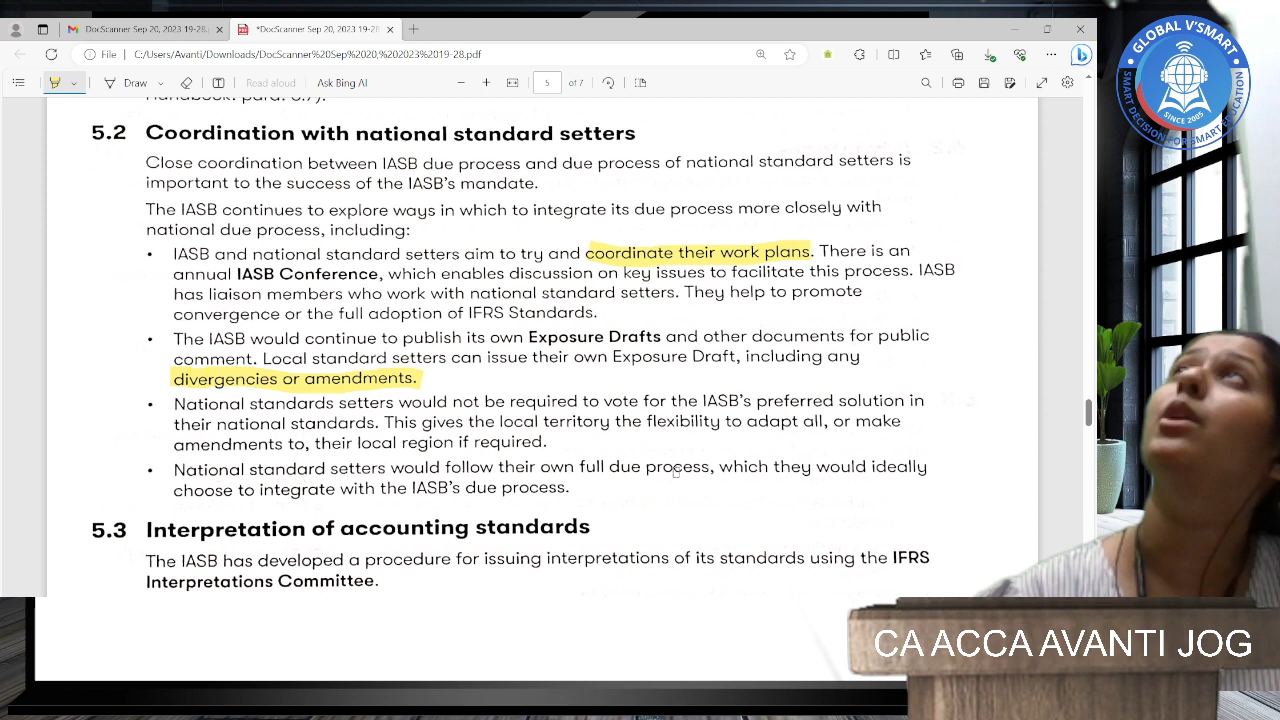 DocScanner Sep 20, 2023 19-28.
*DocScanner Sep 20, 2023 19-28.
File
C:/Users/Avanti/Downloads/DocScanner%20Sep%20.%202023%2019-28.pdf
Draw
Read aloud
Ask Bing AI
5
of 7
5.2 Coordination with national standard setters
Close coordination between IASB due process and due process of national standard setters is
important to the success of the IASB's mandate.
The IASB continues to explore ways in which to integrate its due process more closely with
national due process, including:
• IASB and national standard setters aim to try and coordinate their work plans. There is an
annual IASB Conference, which enables discussion on key issues to facilitate this process. IASB
has liaison members who work with national standard setters. They help to promote
convergence or the full adoption of IFRS Standards.
• The IASB would continue to publish its own Exposure Drafts and other documents for public
comment. Local standard setters can issue their own Exposure Draft, including any
divergencies or amendments.
• National standards setters would not be required to vote for the IASB's preferred solution in
their national standards. This gives the local territory the flexibility to adapt all, or make
amendments to, their local region if required.
• National standard setters would follow their own full due process, which they would ideally
choose to integrate with the IASB's due process.
5.3 Interpretation of accounting standards
The IASB has developed a procedure for issuing interpretations of its standards using the IFRS
Interpretations Committee.
GLOBAL V'SMART
SMART DECISION FOR SMART EDUCATION
SINCE 2005
CA ACCA AVANTI JOG